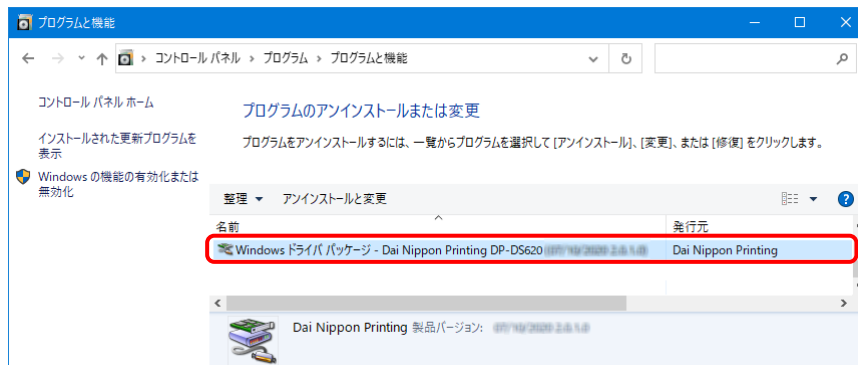 プログラムと機能
コントロール パネル › プログラム › プログラムと機能
コントロール パネル ホーム
インストールされた更新プログラムを
表示
Windows の機能の有効化または
無効化
プログラムのアンインストールまたは変更
プログラムをアンインストールするには、一覧からプログラムを選択して [アンインストール]、[変更]、または [修復] をクリックします。
整理 アンインストールと変更
名前 発行元
Windows ドライバ パッケージ - Dai Nippon Printing DP-DS620 Dai Nippon Printing
Dai Nippon Printing 製品バージョン: